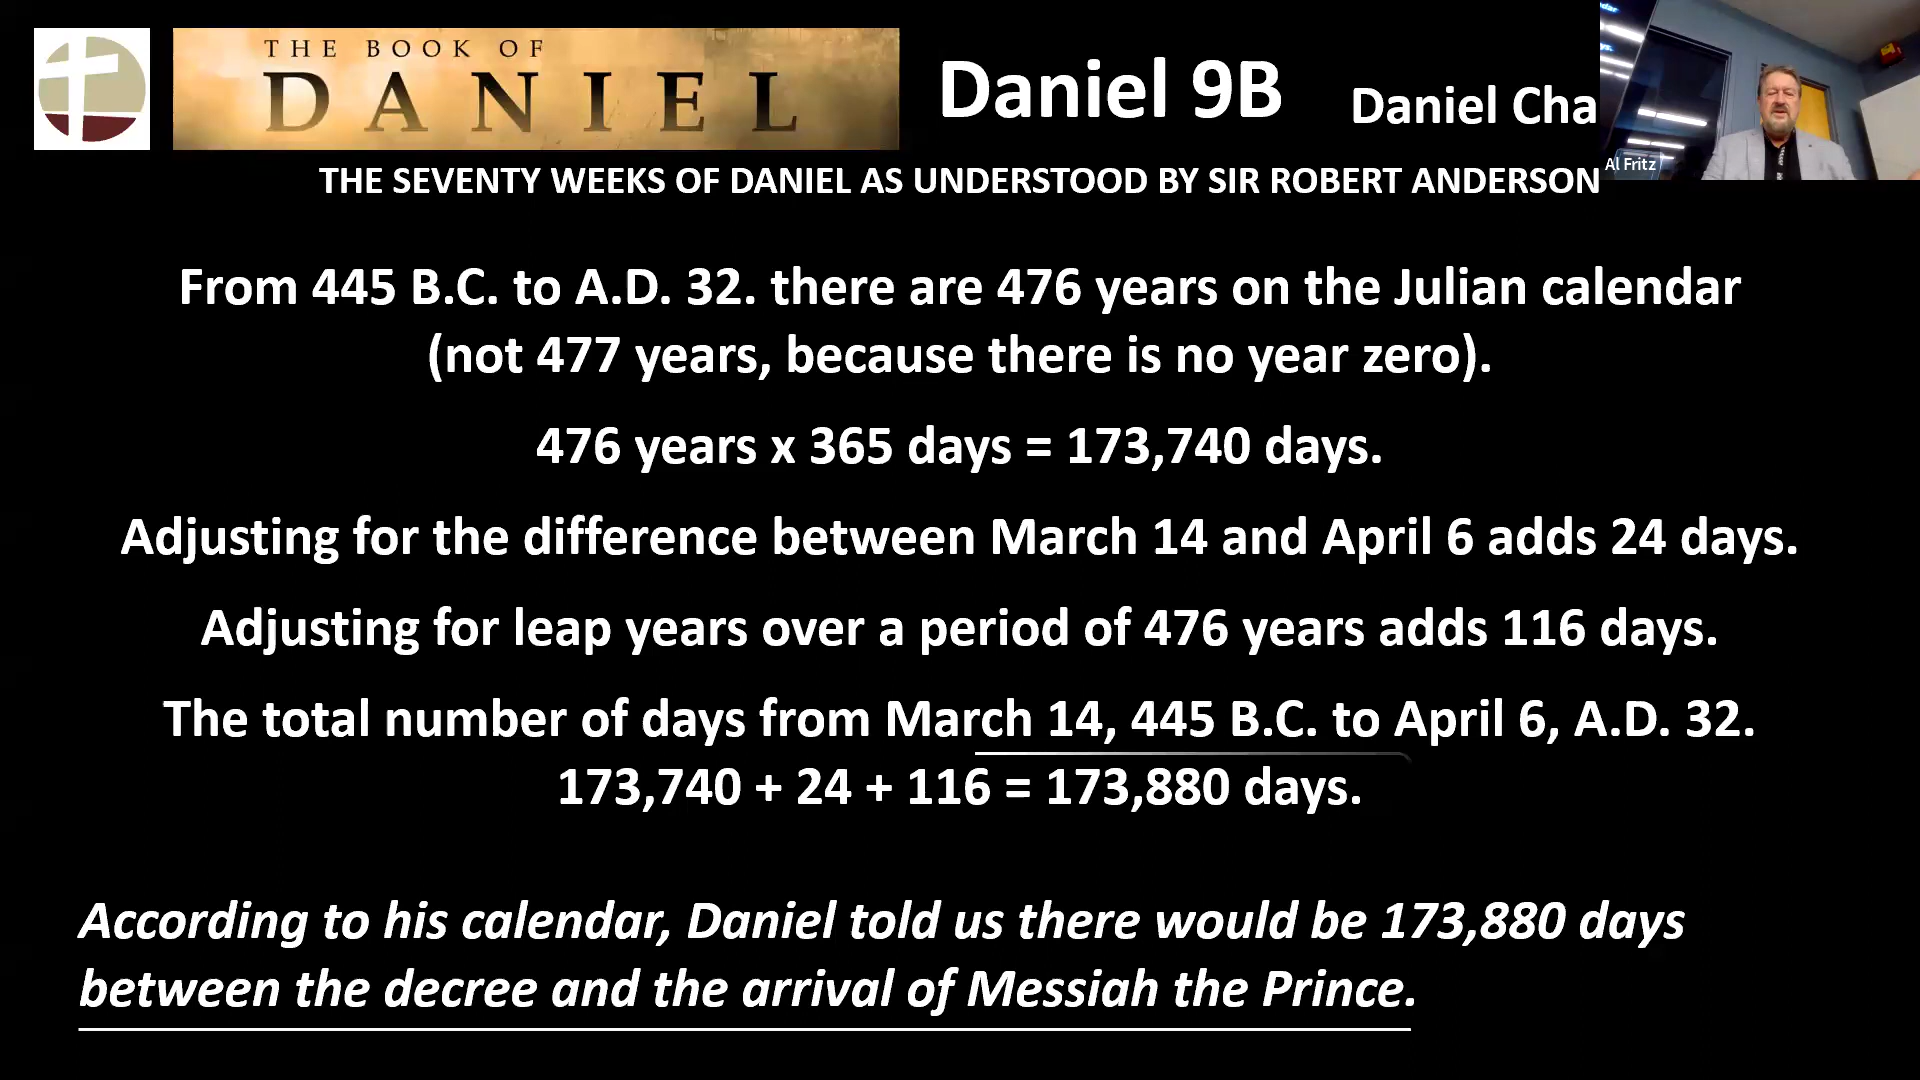 THE BOOK OF
DANIEL
Daniel 9B
Daniel Cha
Al Fritz
THE SEVENTY WEEKS OF DANIEL AS UNDERSTOOD BY SIR ROBERT ANDERSON
From 445 B.C. to A.D. 32. there are 476 years on the Julian calendar
(not 477 years, because there is no year zero).
476 years x 365 days = 173,740 days.
Adjusting for the difference between March 14 and April 6 adds 24 days.
Adjusting for leap years over a period of 476 years adds 116 days.
The total number of days from March 14, 445 B.C. to April 6, A.D. 32.
173,740 + 24 + 116 = 173,880 days.
According to his calendar, Daniel told us there would be 173,880 days
between the decree and the arrival of Messiah the Prince.